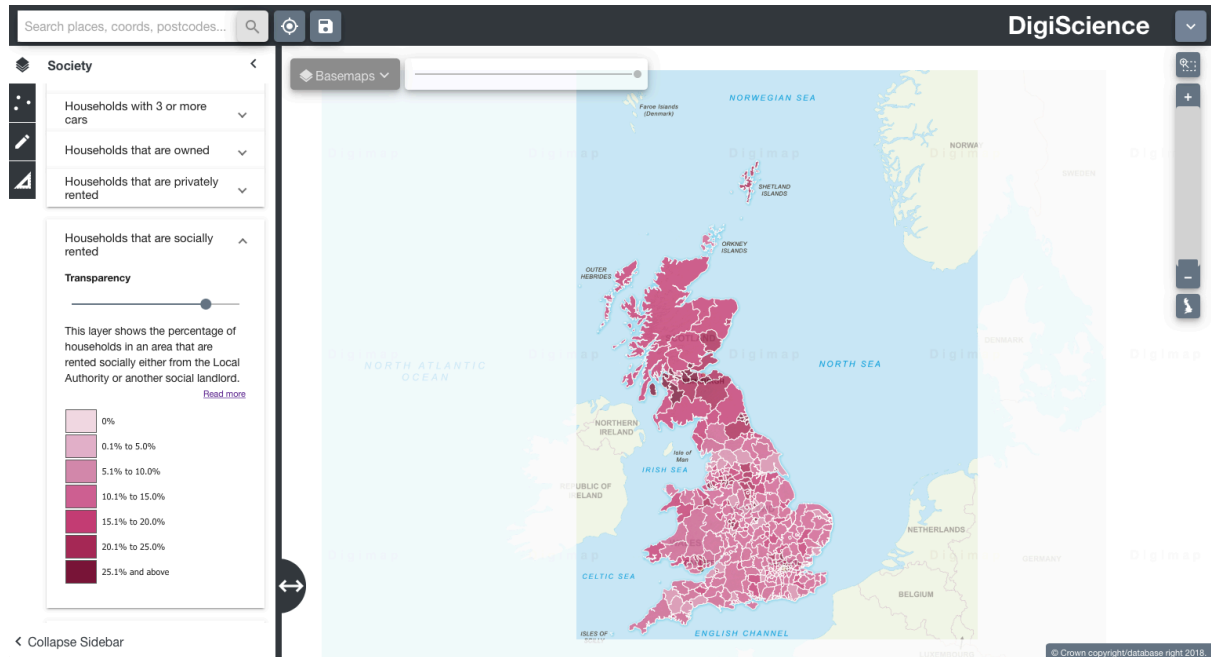 Search places, coords, postcodes...
DigiScience
Society
Households with 3 or more
cars
Households that are owned
Households that are privately
rented
Households that are socially
rented
Transparency
This layer shows the percentage of
households in an area that are
rented socially either from the Local
Authority or another social landlord.
Read more
0%
0.1% to 5.0%
5.1% to 10.0%
10.1% to 15.0%
15.1% to 20.0%
20.1% to 25.0%
25.1% and above
Collapse Sidebar
Basemaps
+
−
NORWEGIAN SEA
Faroe Islands
(Denmark)
NORWA
SWEDEN
Digimap
SHETLAND
ISLANDS
ORKNEY
ISLANDS
OUTER
HEBRIDES
NORTH ATLANTIC
OCEAN
Digimap
NORTH SEA
DENMARK
NORTHERN
IRELAND
Isle of
Man
IRISH SEA
REPUBLIC OF
IRELAND
NETHERLANDS
GERMANY
CELTIC SEA
BELGIUM
ISLES OF
ENGLISH CHANNEL
LUXEMBOURG
© Crown copyright/database right 2018.